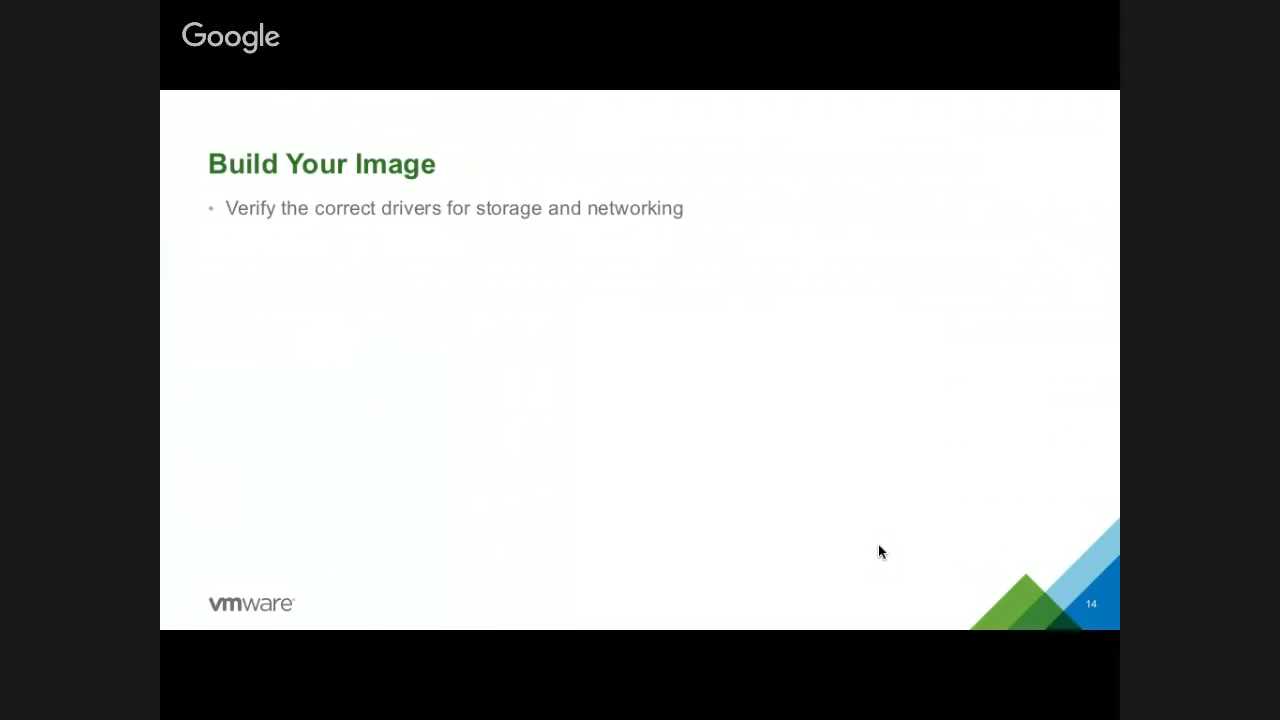 Google
Build Your Image
• Verify the correct drivers for storage and networking
vmware
14